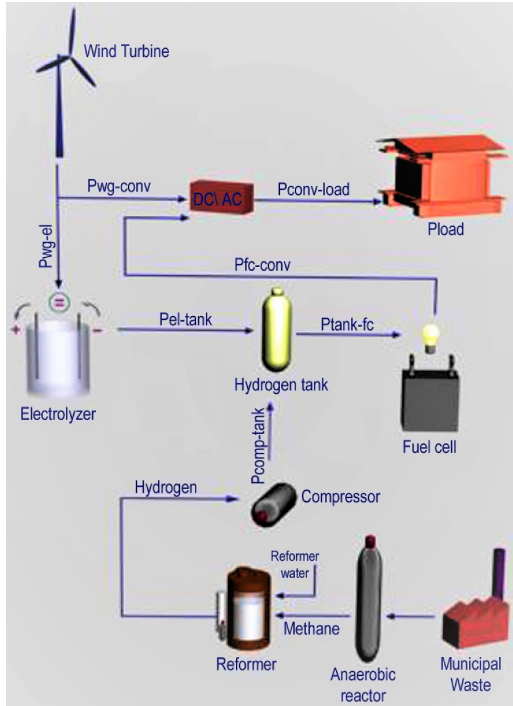 Wind Turbine
Pwg-conv
DC\ AC
Pconv-load
Pload
Pwg-el
Pfc-conv
=
+
−
Pel-tank
Ptank-fc
Electrolyzer
Hydrogen tank
Fuel cell
Pcomp-tank
Hydrogen
Compressor
Reformer
water
Methane
Reformer
Anaerobic
reactor
Municipal
Waste